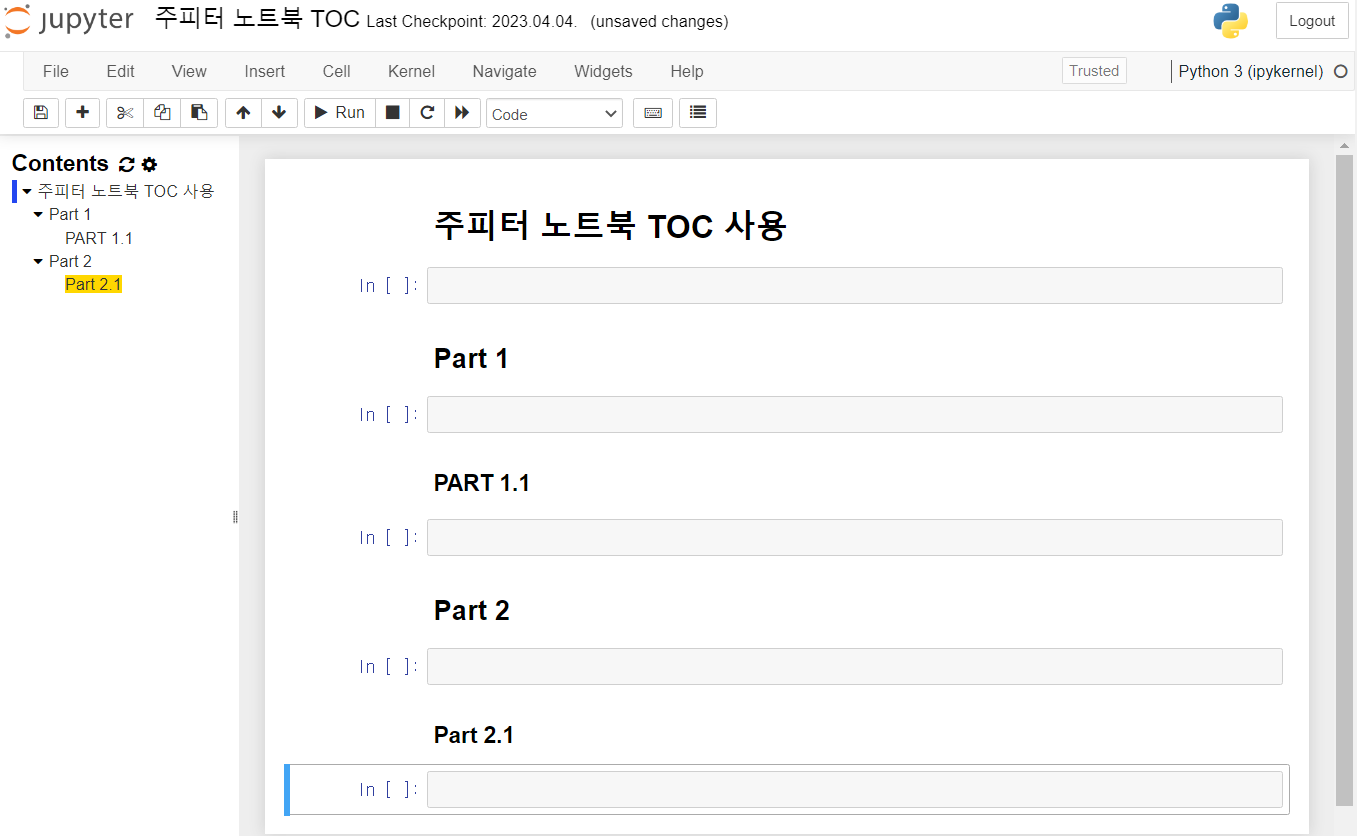 jupyter 주피터 노트북 TOC Last Checkpoint: 2023.04.04. (unsaved changes) Logout
File Edit View Insert Cell Kernel Navigate Widgets Help Trusted Python 3 (ipykernel)
Run Code
Contents
주피터 노트북 TOC 사용
Part 1
PART 1.1
Part 2
Part 2.1
주피터 노트북 TOC 사용
In [ ]:
Part 1
In [ ]:
PART 1.1
In [ ]:
Part 2
In [ ]:
Part 2.1
In [ ]: